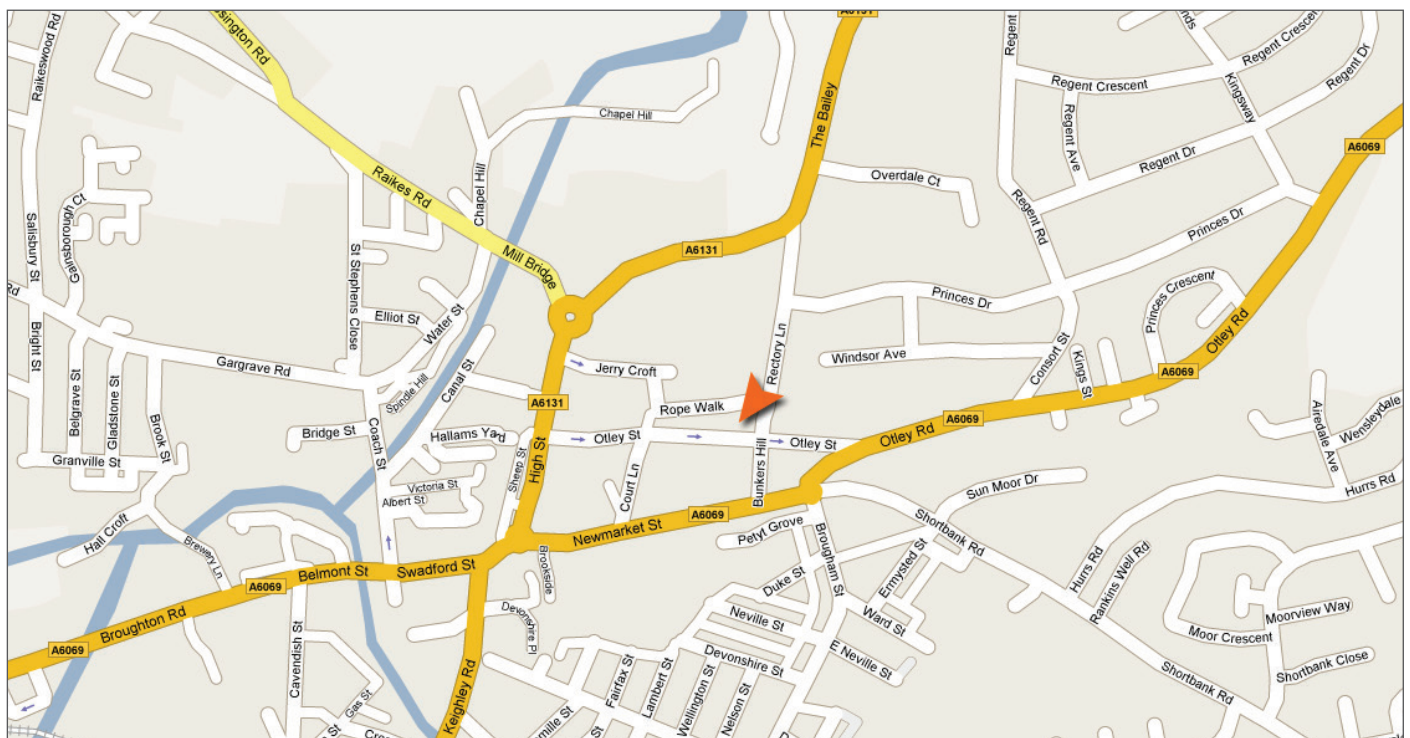 A6131
ssington Rd
Raikeswood Rd
Regent
nds
Regent Crescent
Regent Dr
Regent Crescent
Kingsway
Chapel Hill
The Bailey
Regent Ave
A6069
Regent Dr
Raikes Rd
Chapel Hill
Overdale Ct
Gainsborough Ct
Salisbury St
St Stephens Close
Mill Bridge
A6131
Regent Rd
Princes Dr
Rd
Elliot St
Water St
Princes Dr
Princes Crescent
Otley Rd
Bright St
Gargrave Rd
Spindle Hill
Canal St
Jerry Croft
Rectory Ln
Windsor Ave
Consort St
Kings St
A6069
Belgrave St
Gladstone St
Brook St
A6131
Rope Walk
A6069
Airedale Ave
Wensleydale
Bridge St
Coach St
Hallams Yard
Otley St
Otley St
Otley Rd
Granville St
Sheep St
High St
Court Ln
Bunkers Hill
Victoria St
Albert St
Sun Moor Dr
Hurrs Rd
Hall Croft
Brewery Ln
Newmarket St
A6069
Petyt Grove
Shortbank Rd
Brougham St
Ermysted St
Hurrs Rd
Rankins Well Rd
Belmont St
Swadford St
Brookside
Duke St
A6069
Broughton Rd
A6069
Devonshire Pl
Neville St
Ward St
Moorview Way
Moor Crescent
Cavendish St
Devonshire St
E Neville St
Shortbank Close
Shortbank Rd
Keighley Rd
Fairfax St
Lambert St
Wellington St
Nelson St
Gas St
mille St